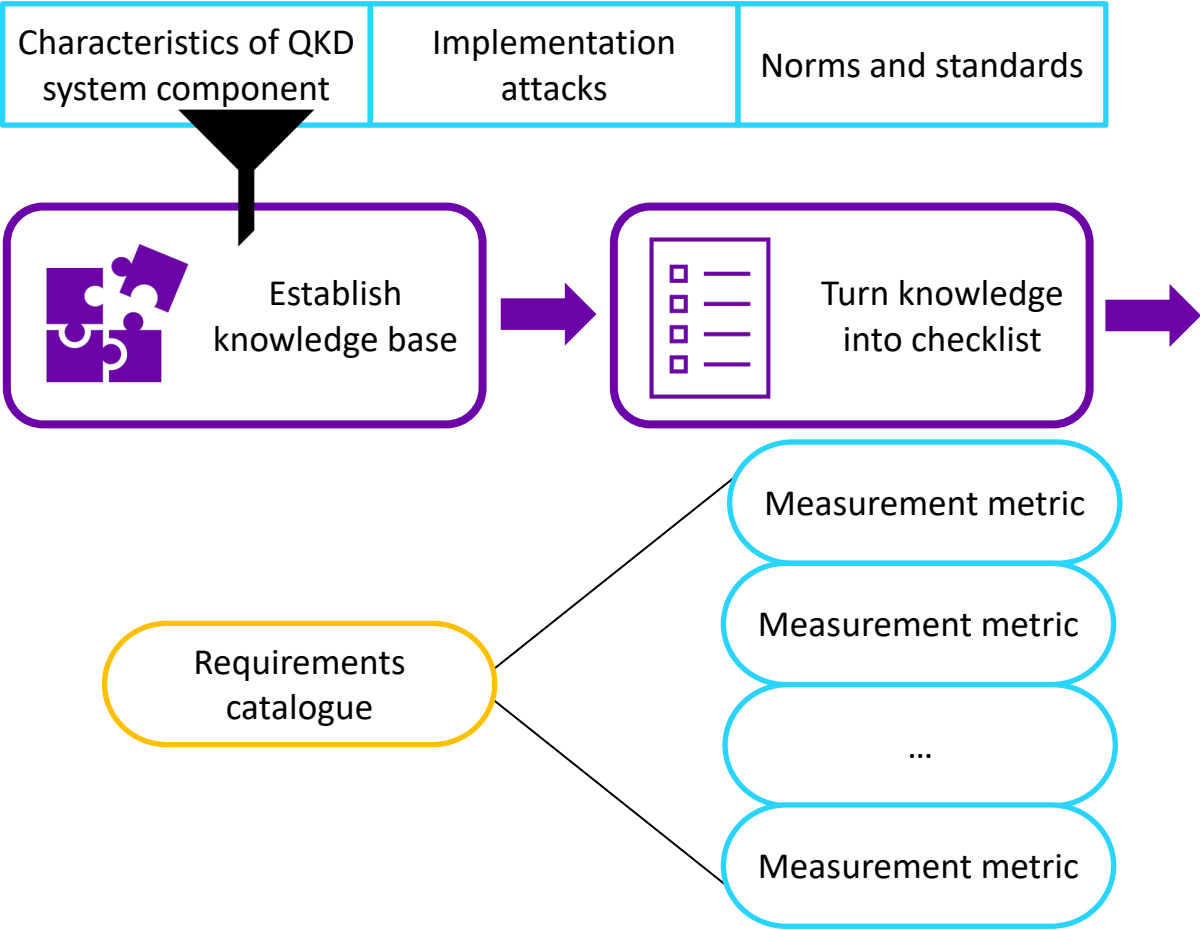 Characteristics of QKD
system component
Implementation
attacks
Norms and standards
Establish
knowledge base
Turn knowledge
into checklist
Measurement metric
Measurement metric
Requirements
catalogue
...
Measurement metric